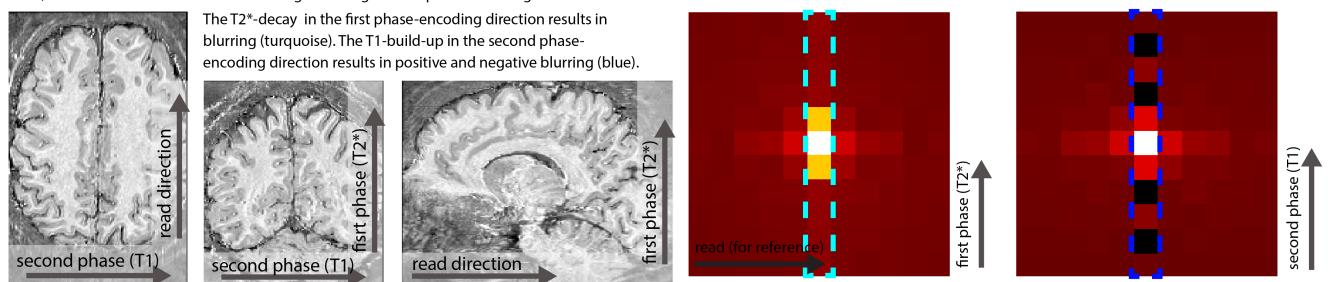 The T2*-decay in the first phase-encoding direction results in
blurring (turquoise). The T1-build-up in the second phase-
encoding direction results in positive and negative blurring (blue).
read direction
second phase (T1)
fisrt phase (T2*)
second phase (T1)
first phase (T2*)
read direction
read (for reference)
first phase (T2*)
second phase (T1)